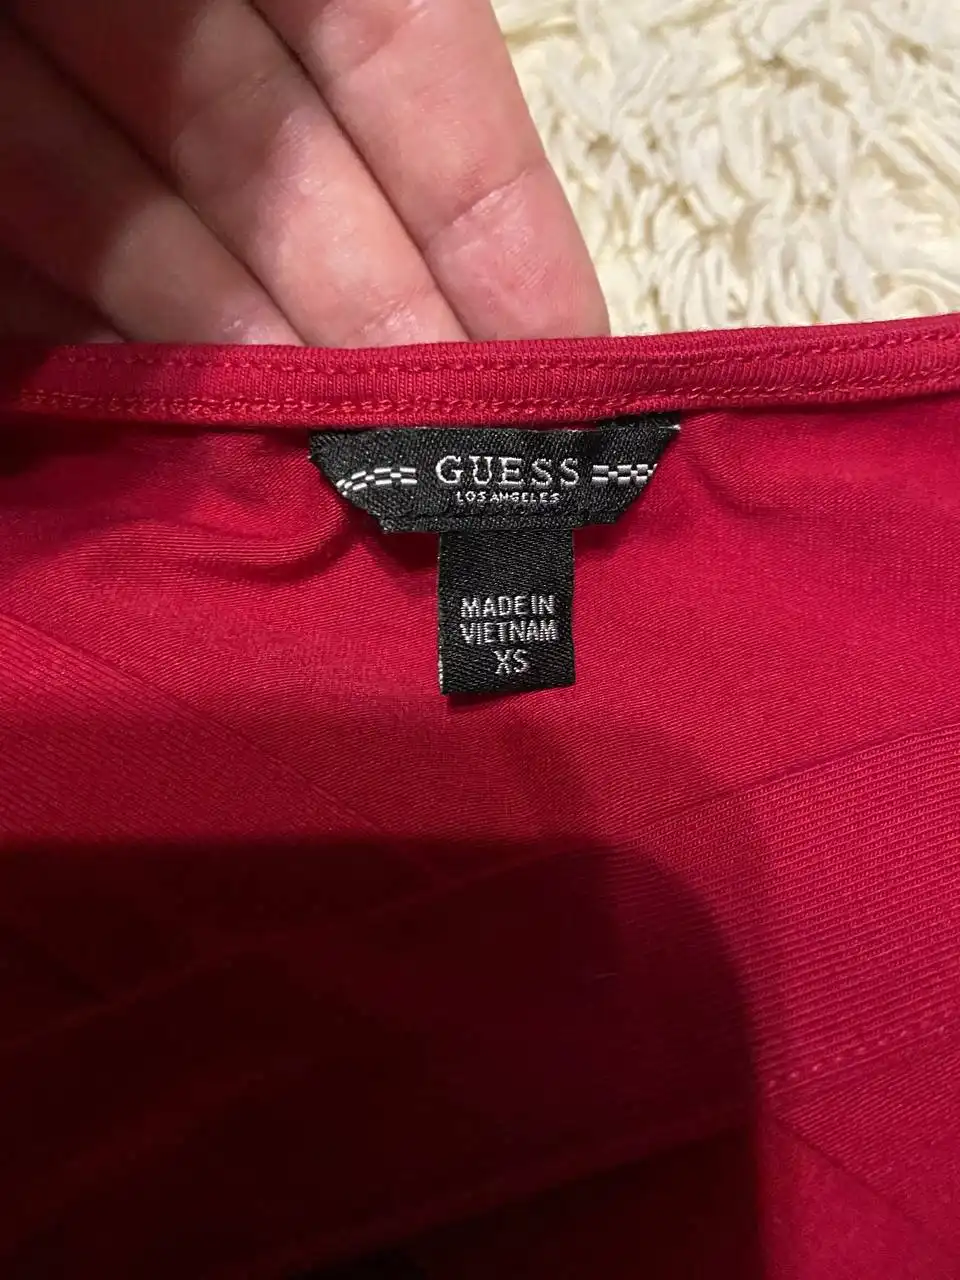 GUESS
LOS ANGELES
MADE IN
VIETNAM
XS